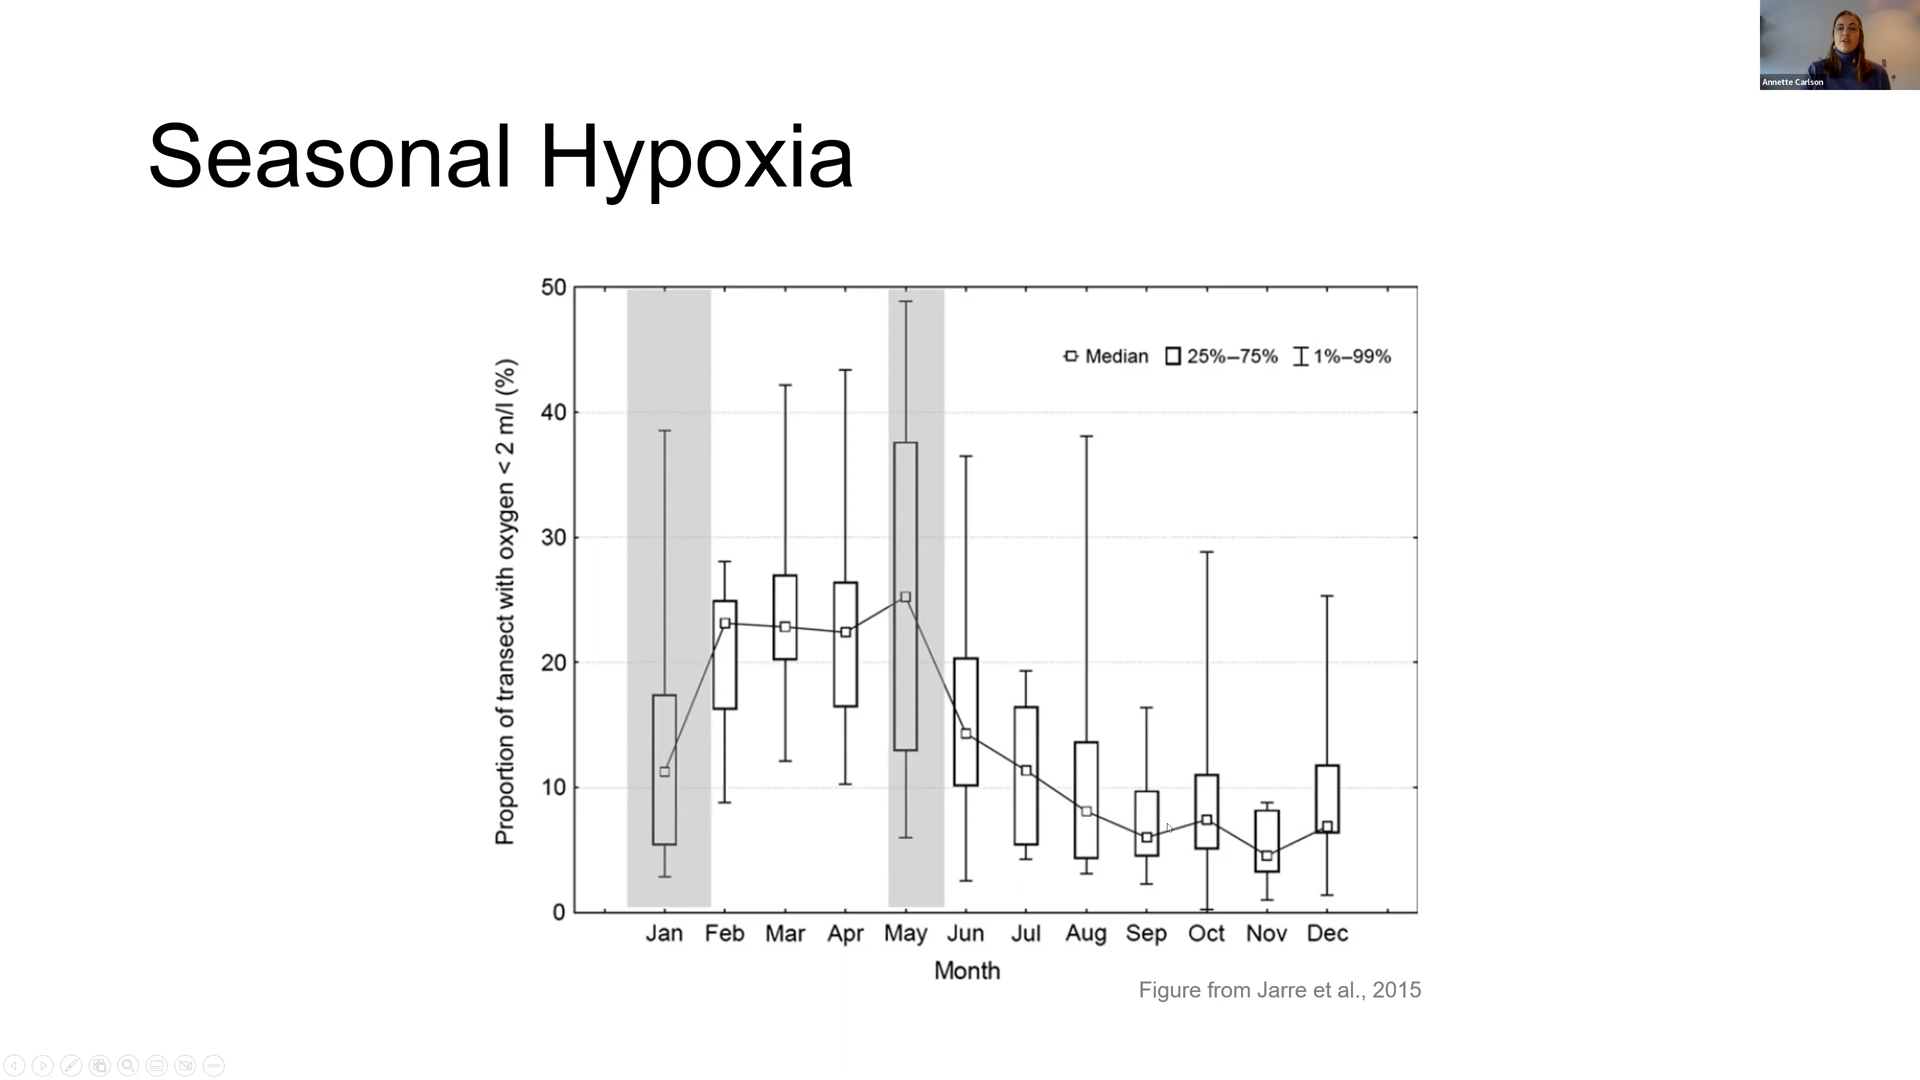 Annette Carlson
Seasonal Hypoxia
Proportion of transect with oxygen < 2 m/l (%)
50
40
30
20
10
0
Median 25%–75% 1%–99%
Jan Feb Mar Apr May Jun Jul Aug Sep Oct Nov Dec
Month
Figure from Jarre et al., 2015